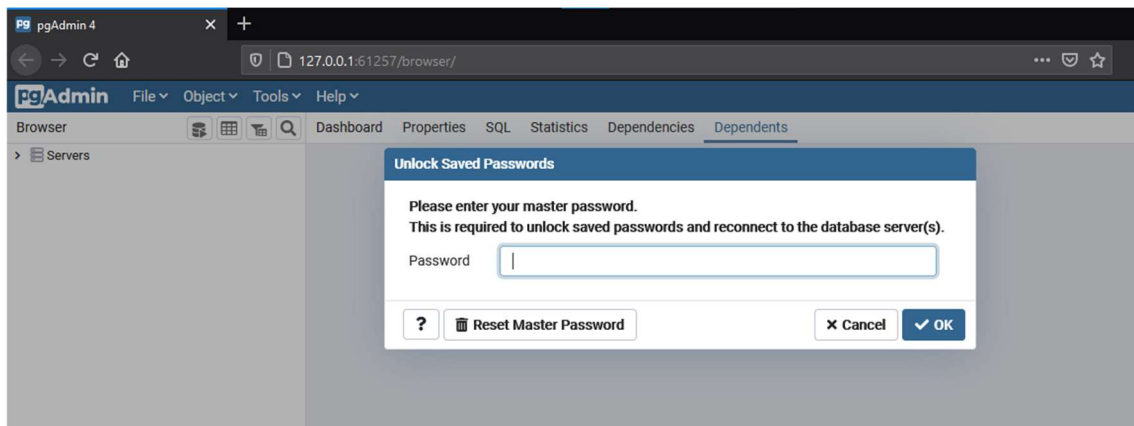 pgAdmin 4
127.0.0.1:61257/browser/
pgAdmin File Object Tools Help
Browser Dashboard Properties SQL Statistics Dependencies Dependents
Servers
Unlock Saved Passwords
Please enter your master password.
This is required to unlock saved passwords and reconnect to the database server(s).
Password
? Reset Master Password Cancel OK